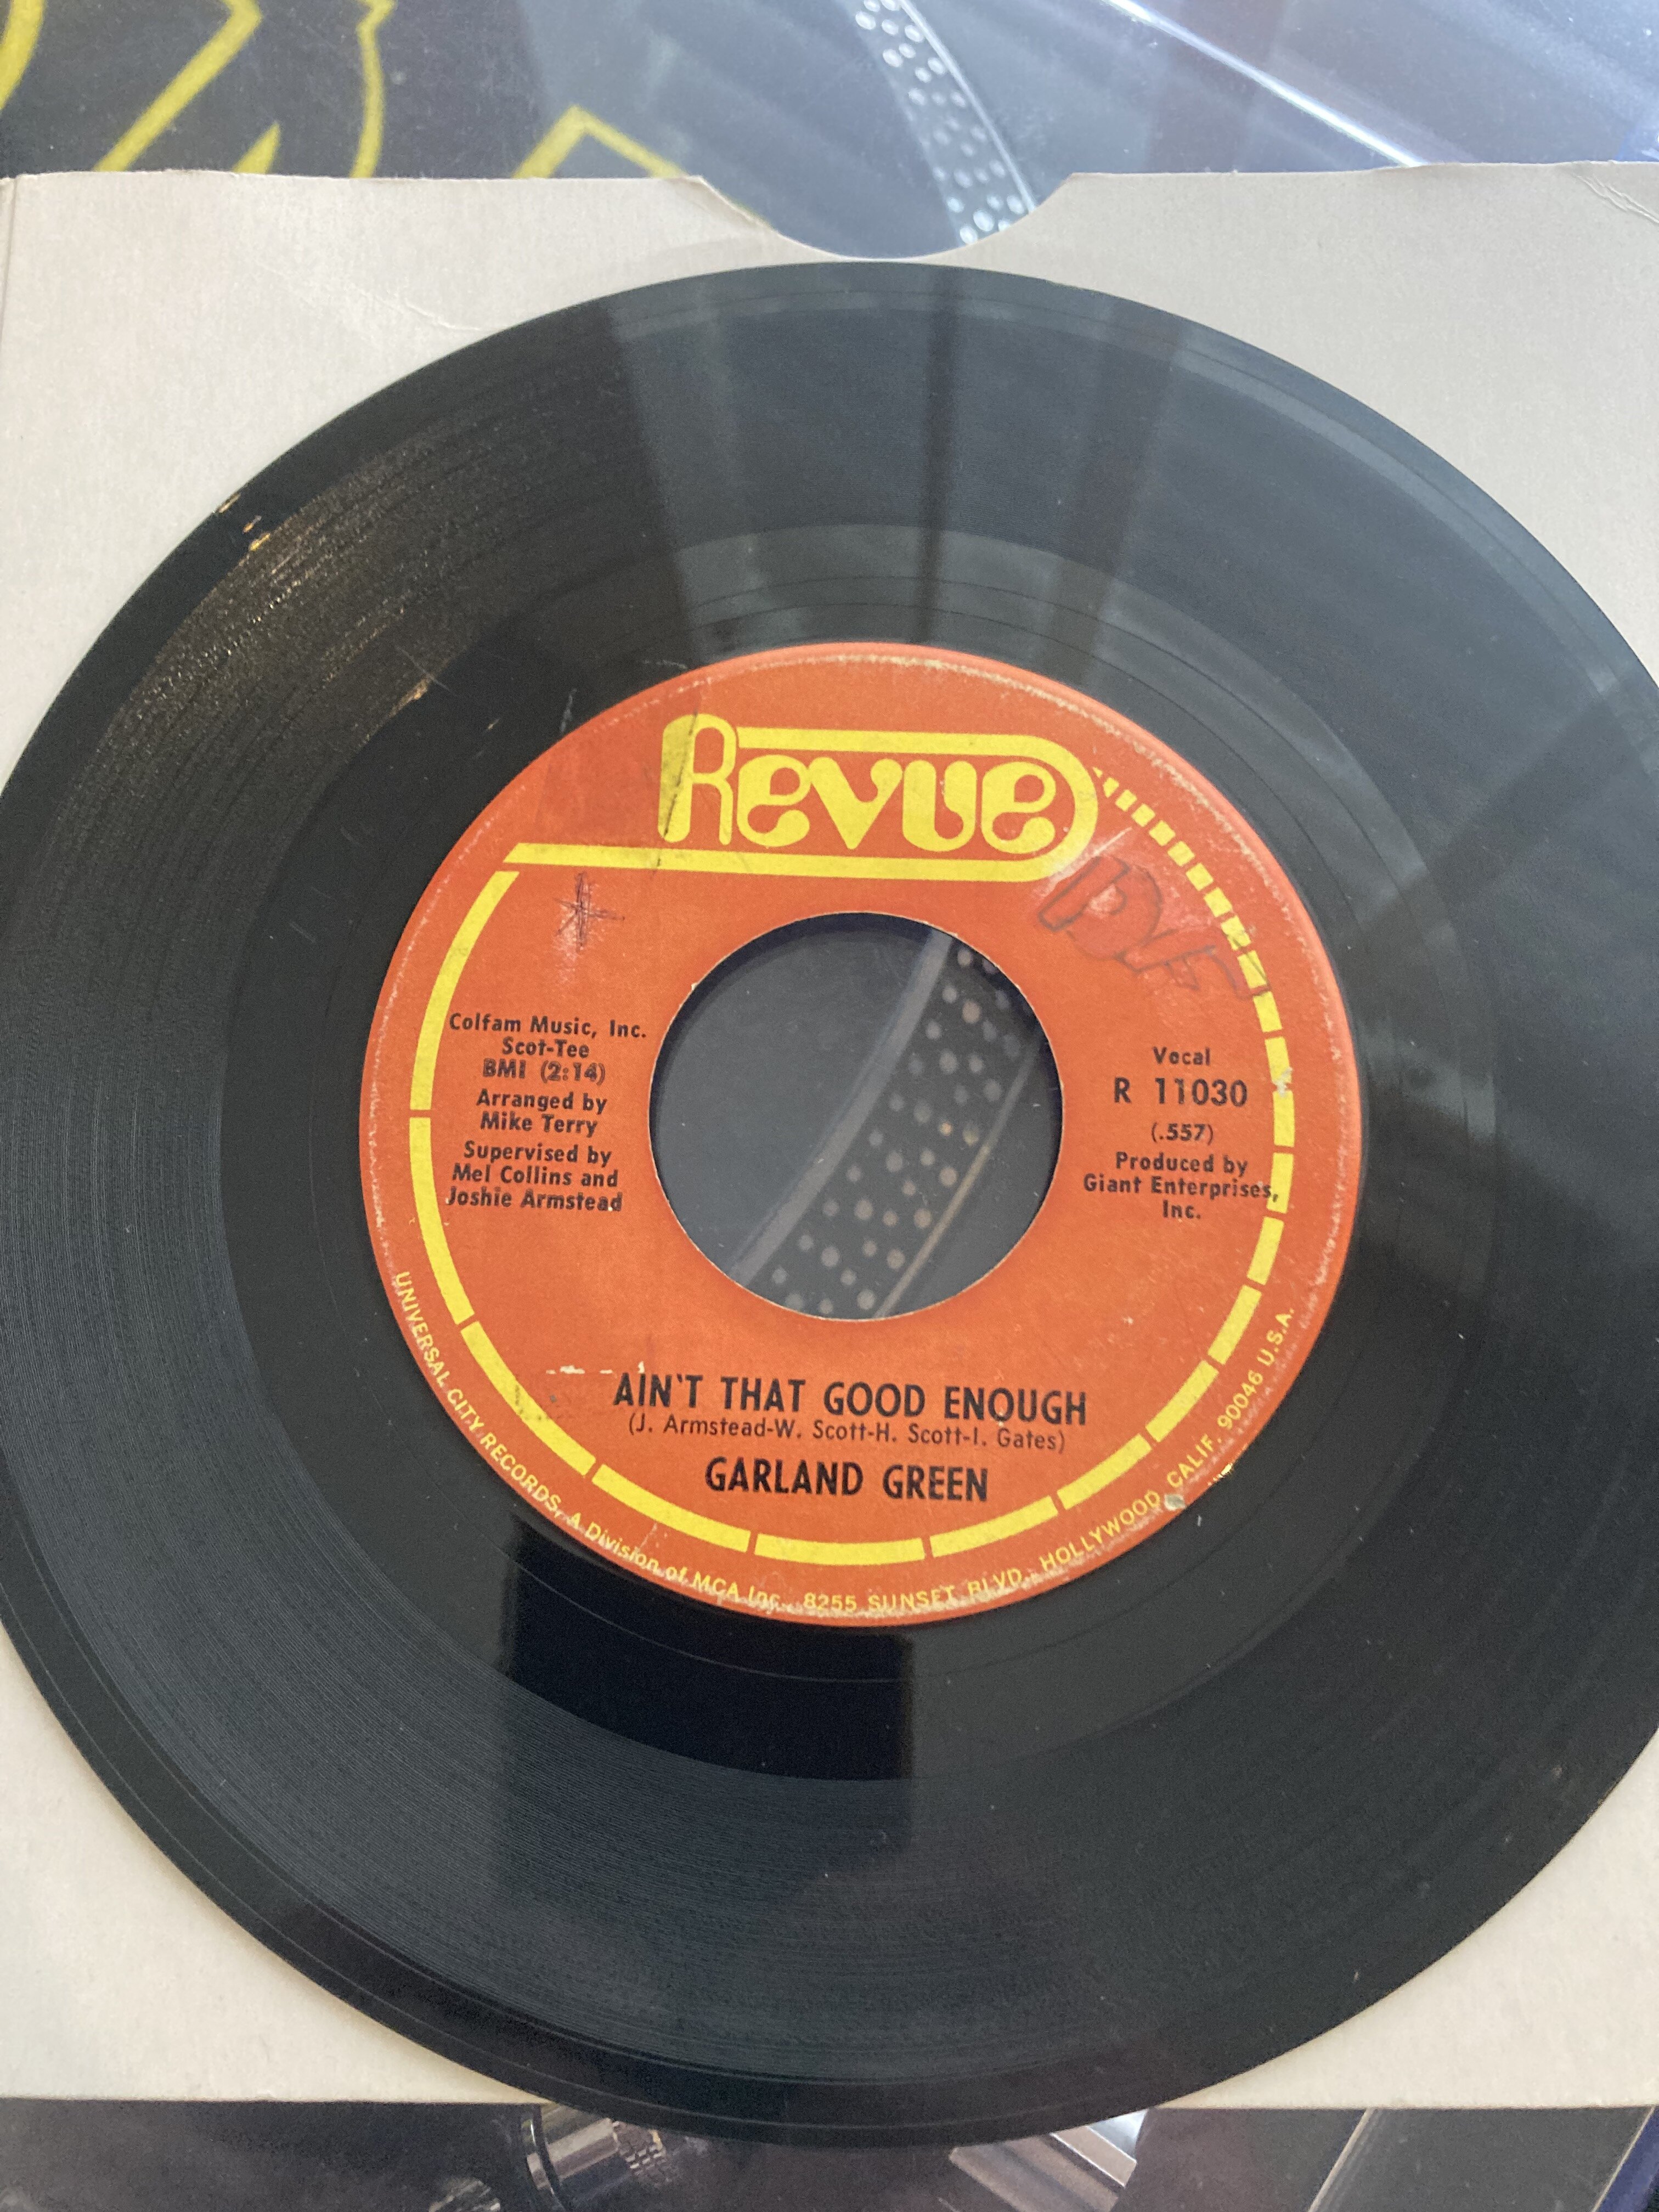 Revue
Colfam Music, Inc.
Scot-Tee
BMI (2:14)
Arranged by
Mike Terry
Supervised by
Mel Collins and
Joshie Armstead
Vocal
R 11030
(.557)
Produced by
Giant Enterprises,
Inc.
AIN'T THAT GOOD ENOUGH
(J. Armstead-W. Scott-H. Scott-I. Gates)
GARLAND GREEN
UNIVERSAL CITY RECORDS, A Division of MCA Inc., 8255 SUNSET BLVD., HOLLYWOOD, CALIF. 90046 U.S.A.